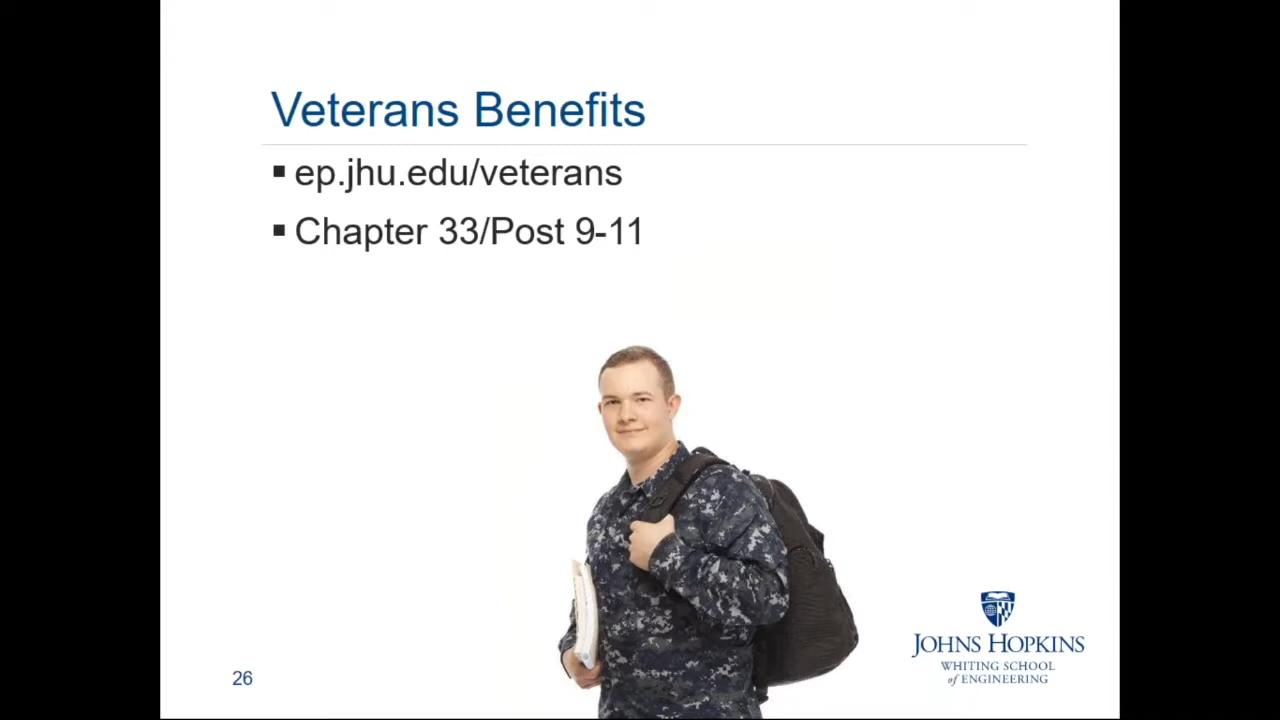 Veterans Benefits
▪ ep.jhu.edu/veterans
▪ Chapter 33/Post 9-11
26
JOHNS HOPKINS
WHITING SCHOOL
of ENGINEERING